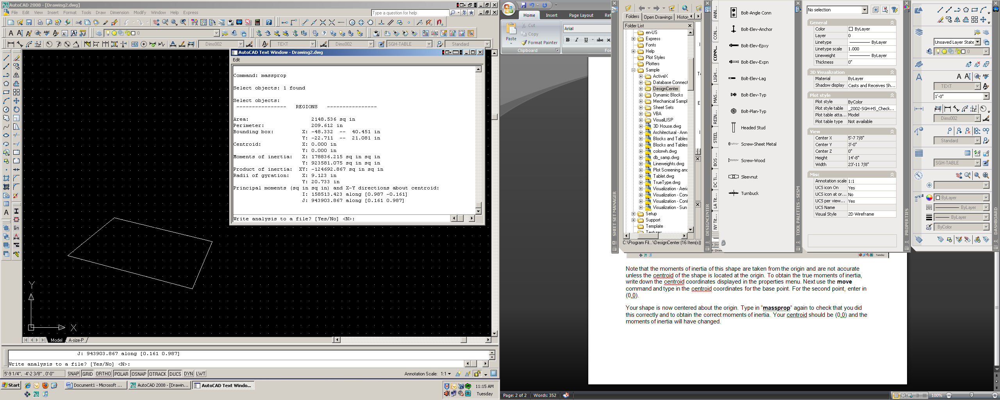 AutoCAD 2008 - [Drawing2.dwg]
File Edit View Insert Format Tools Draw Dimension Modify Window Help Express
Type a question for help
0
Dims002
TEXT
Dims002
SGH-TABLE
Standard
AutoCAD Text Window - Drawing2.dwg
Edit
Command: massprop
Select objects: 1 found
Select objects:
---------------- REGIONS ----------------
Area: 2148.536 sq in
Perimeter: 209.612 in
Bounding box: X: -48.332 -- 40.451 in
Y: -22.711 -- 21.081 in
Centroid: X: 0.000 in
Y: 0.000 in
Moments of inertia: X: 178836.215 sq in sq in
Y: 923581.075 sq in sq in
Product of inertia: XY: -124692.867 sq in sq in
Radii of gyration: X: 9.123 in
Y: 20.733 in
Principal moments (sq in sq in) and X-Y directions about centroid:
I: 158513.423 along [0.987 -0.161]
J: 943903.867 along [0.161 0.987]
Write analysis to a file? [Yes/No] <N>:
A
Sn
Y
X
Model
A-size-P
J: 943903.867 along [0.161 0.987]
Write analysis to a file? [Yes/No] <N>:
5'-9 1/4", -4'-2 3/8" , 0'-0"
SNAP GRID ORTHO POLAR OSNAP OTRACK DUCS DYN LWT
Annotation Scale: 1:1
Start
Document1 - Microsoft ...
AutoCAD 2008 - [Drawin...
AutoCAD Text Windo...
11:15 AM
Tuesday
Home Insert Page Layout Ref
Paste
Cut
Copy
Format Painter
Clipboard
Arial
B I U abc x
For
SHEET SET MANAGER
Folders
Open Drawings
History
Folder List
en-US
Express
Fonts
Help
Plot Styles
Plotters
Sample
ActiveX
Database Connect
DesignCenter
Dynamic Blocks
Mechanical Sampl
Sheet Sets
VBA
VisualLISP
3D House.dwg
Architectural - Ann
Blocks and Tables
Blocks and Tables
colorwh.dwg
db_samp.dwg
Lineweights.dwg
Plot Screening and
Tablet.dwg
TrueType.dwg
Visualization - Aeria
Visualization - Con
Visualization - Con
Visualization - Sun
Setup
Support
Template
Textures
C:\Program Fil...\DesignCenter (16 Item(s))
DESIGNCENTER
ANN...
CON...
CONN...
LIGH...
MAS...
REIN...
STEEL
BOS ...
DC Ti...
LA Tit...
NY Tit...
Bolt-Angle Conn
Bolt-Elev-Anchor
Bolt-Elev-Epxy
Bolt-Elev-Expn
Bolt-Elev-Lag
Bolt-Elev-Typ
Bolt-Plan-Typ
Headed Stud
Screw-Sheet Metal
Screw-Wood
Sleevnut
Turnbuck
TOOL PALETTES - SESM
No selection
General
Color ByLayer
Layer 0
Linetype ByLayer
Linetype scale 1.000
Lineweight ByLayer
Thickness 0"
3D Visualization
Material ByLayer
Shadow display Casts and Receives Sh...
Plot style
Plot style ByColor
Plot style table _2002-SGH-HS_Check...
Plot table atta... Model
Plot table type Not available
View
Center X 5'-7 7/8"
Center Y 3'-0"
Center Z 0"
Height 14'-8"
Width 23'-11 7/8"
Misc
Annotation scale 1:1
UCS icon On Yes
UCS icon at or... No
UCS per view... Yes
UCS Name
Visual Style 2D Wireframe
PROPERTIES
Unsaved Layer State
0
TEXT
1'-0"
Dims002
Standard
SGH-TABLE
ByLayer
ByLayer
ByLayer
ByColor
DASHBOARD
Tuesday
Note that the moments of inertia of this shape are taken from the origin and are not accurate
unless the centroid of the shape is located at the origin. To obtain the true moments of inertia,
write down the centroid coordinates displayed in the properties menu. Next use the move
command and type in the centroid coordinates for the base point. For the second point, enter in
(0,0).
Your shape is now centered about the origin. Type in “massprop” again to check that you did
this correctly and to obtain the correct moments of inertia. Your centroid should be (0,0) and the
moments of inertia will have changed.
Page: 2 of 2 Words: 352
100%